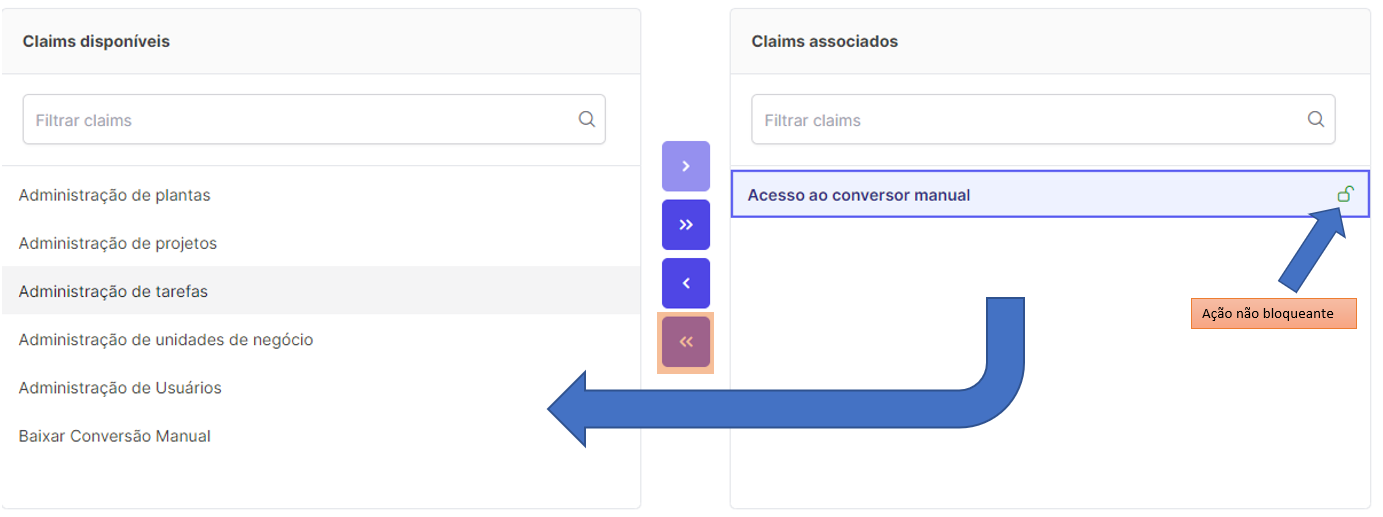 Claims disponíveis
Filtrar claims
Administração de plantas
Administração de projetos
Administração de tarefas
Administração de unidades de negócio
Administração de Usuários
Baixar Conversão Manual
Claims associados
Filtrar claims
Acesso ao conversor manual
Ação não bloqueante